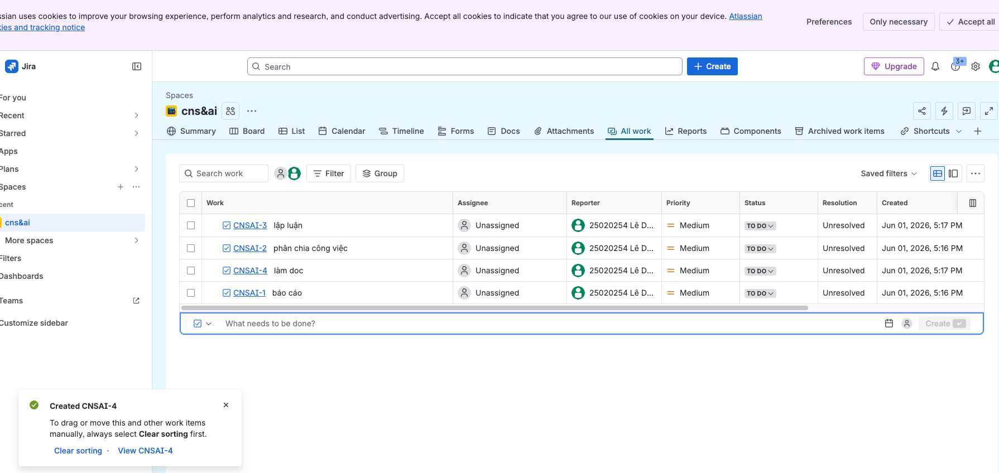 ssian uses cookies to improve your browsing experience, perform analytics and research, and conduct advertising. Accept all cookies to indicate that you agree to our use of cookies on your device. Atlassian
kies and tracking notice
Preferences
Only necessary
Accept all
Jira
Search
Create
Upgrade
3+
For you
Recent
Starred
Apps
Plans
Spaces
cent
cns&ai
More spaces
Filters
Dashboards
Teams
Customize sidebar
Spaces
cns&ai
Summary Board List Calendar Timeline Forms Docs Attachments All work Reports Components Archived work items Shortcuts
Search work
Filter
Group
Saved filters
Work Assignee Reporter Priority Status Resolution Created
CNSAI-3 lập luận Unassigned 25020254 Lê D... Medium TO DO Unresolved Jun 01, 2026, 5:17 PM
CNSAI-2 phân chia công việc Unassigned 25020254 Lê D... Medium TO DO Unresolved Jun 01, 2026, 5:16 PM
CNSAI-4 làm doc Unassigned 25020254 Lê D... Medium TO DO Unresolved Jun 01, 2026, 5:17 PM
CNSAI-1 báo cáo Unassigned 25020254 Lê D... Medium TO DO Unresolved Jun 01, 2026, 5:16 PM
What needs to be done?
Create
Created CNSAI-4
To drag or move this and other work items
manually, always select Clear sorting first.
Clear sorting · View CNSAI-4